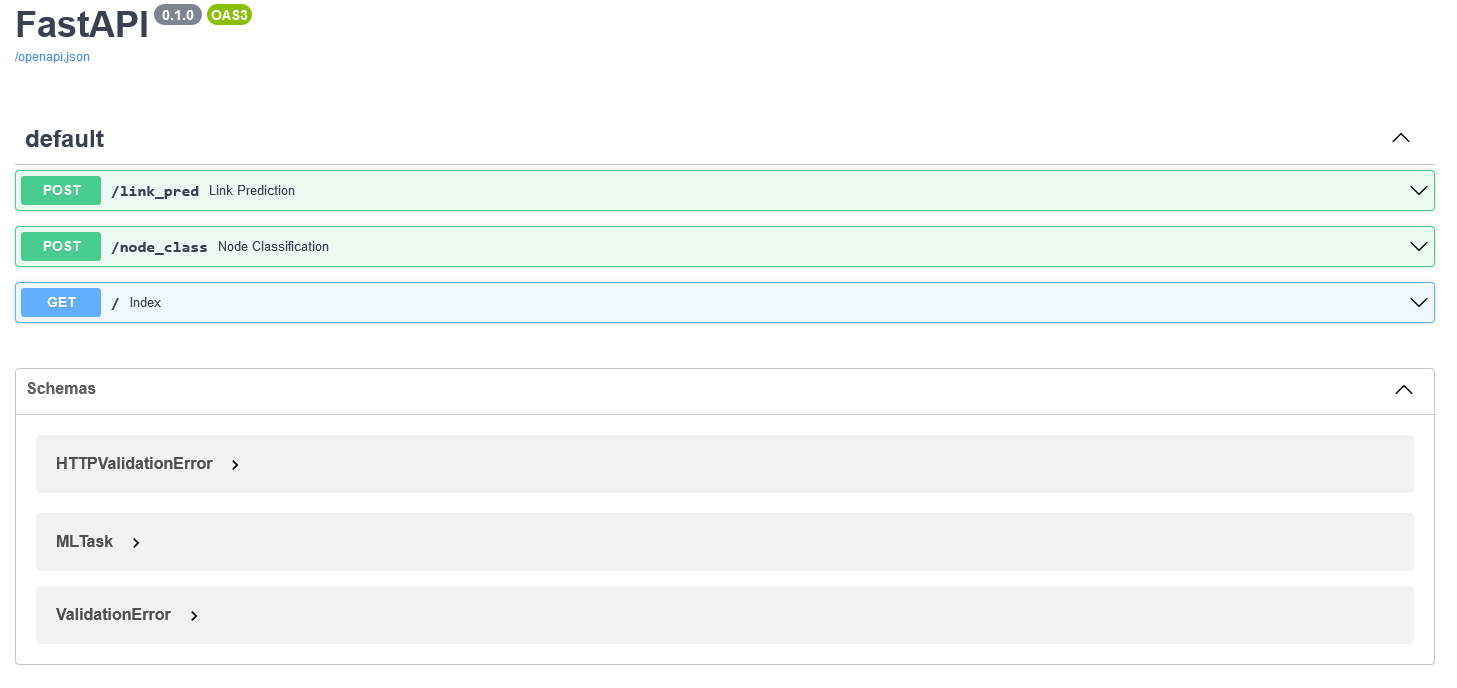 FastAPI 0.1.0 OAS3
/openapi.json
default
POST /link_pred Link Prediction
POST /node_class Node Classification
GET / Index
Schemas
HTTPValidationError
MLTask
ValidationError